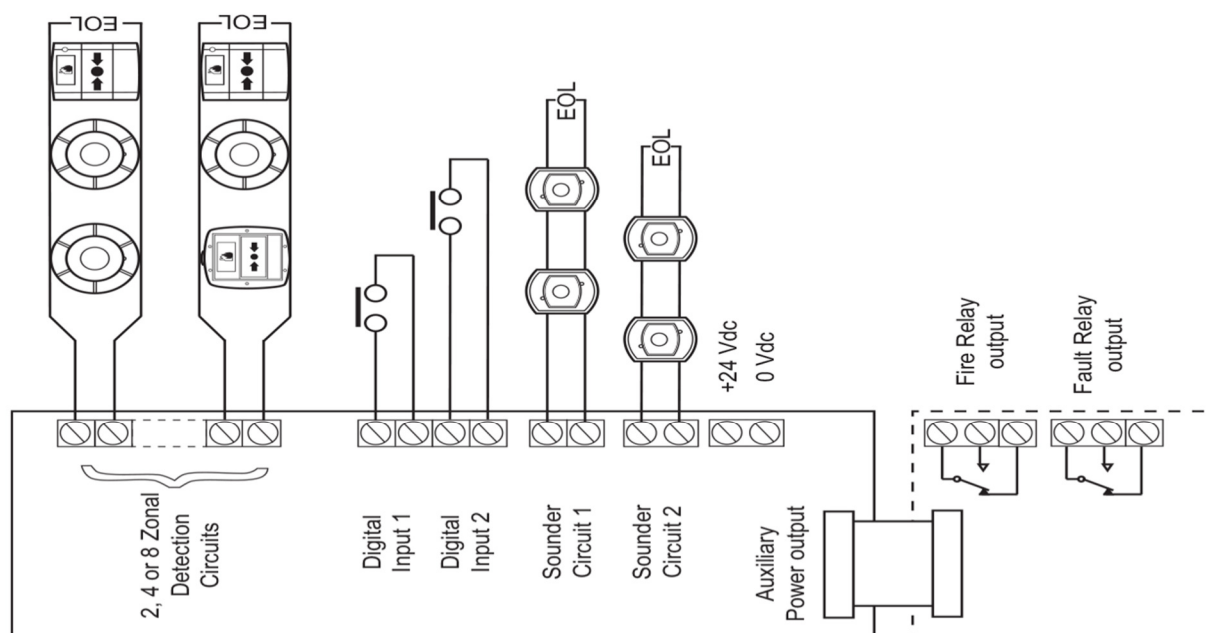 EOL
EOL
EOL
EOL
+24 Vdc
0 Vdc
Fire Relay
output
Fault Relay
output
2, 4 or 8 Zonal
Detection
Circuits
Digital
Input 1
Digital
Input 2
Sounder
Circuit 1
Sounder
Circuit 2
Auxiliary
Power output